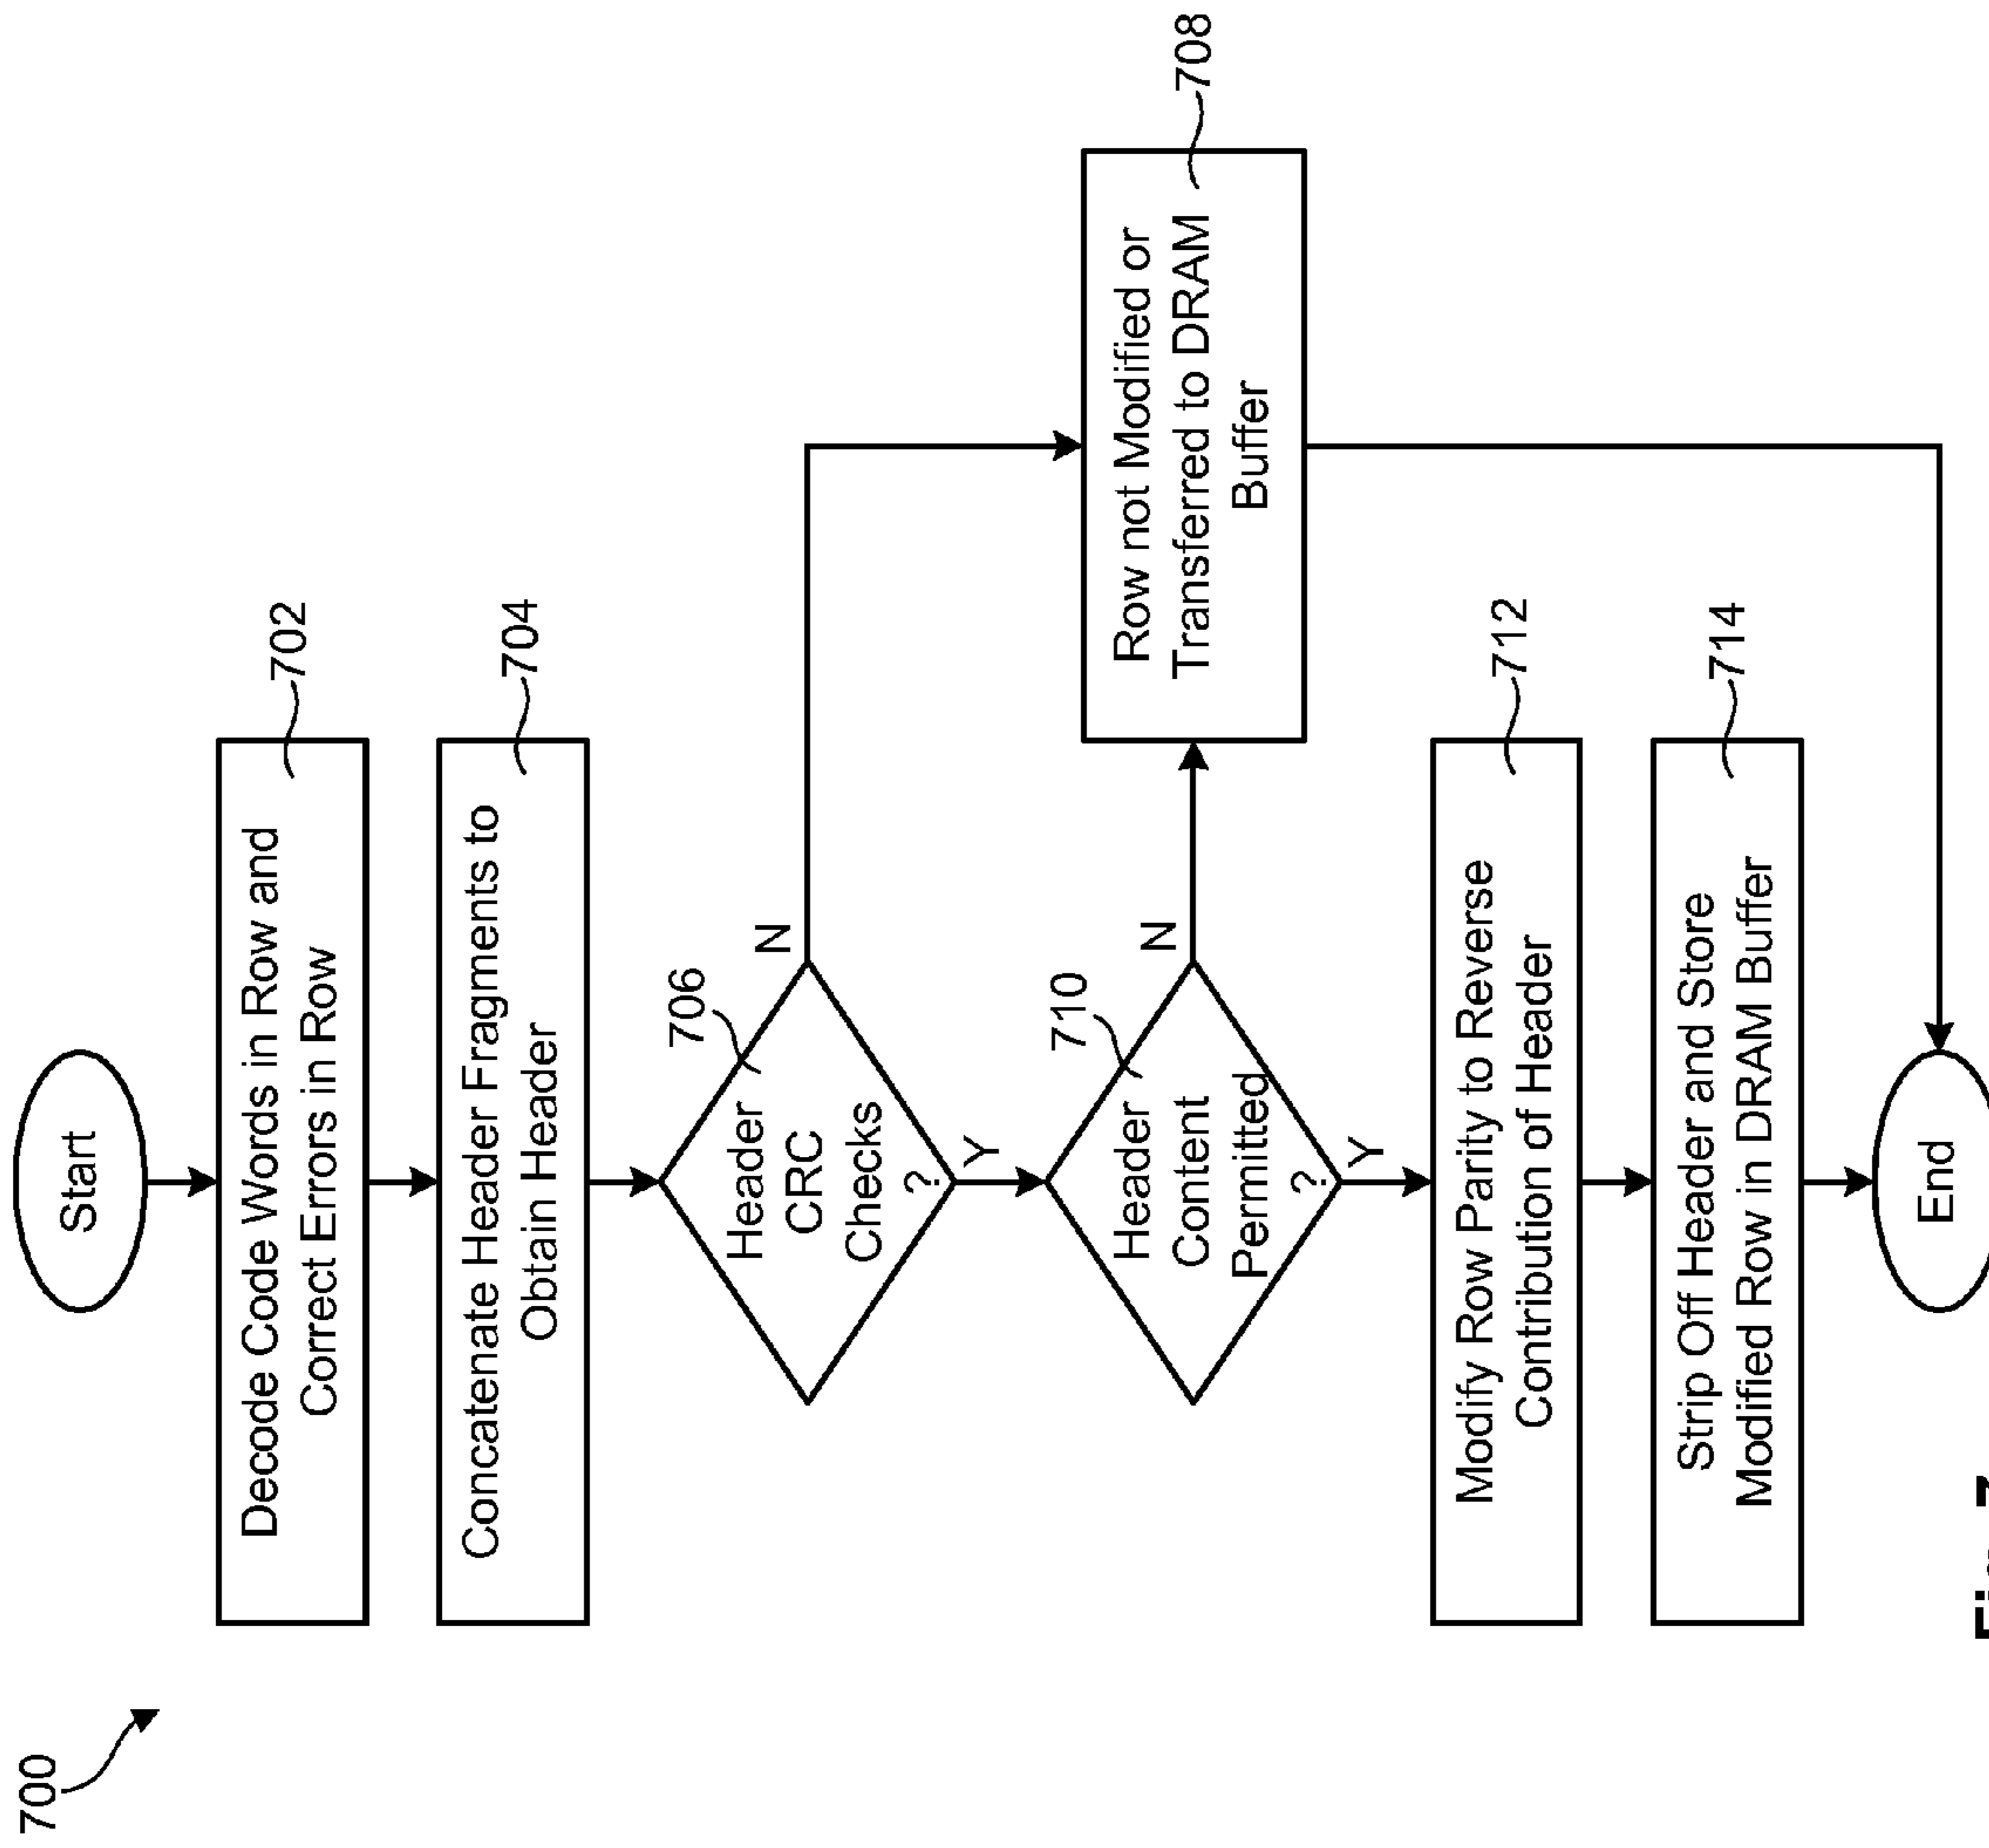 700
Start
Decode Code Words in Row and
Correct Errors in Row
702
Concatenate Header Fragments to
Obtain Header
704
Header
CRC
Checks
?
706
N
Y
Row not Modified or
Transferred to DRAM
Buffer
708
Header
Content
Permitted
?
710
N
Y
Modify Row Parity to Reverse
Contribution of Header
712
Strip Off Header and Store
Modified Row in DRAM Buffer
714
End